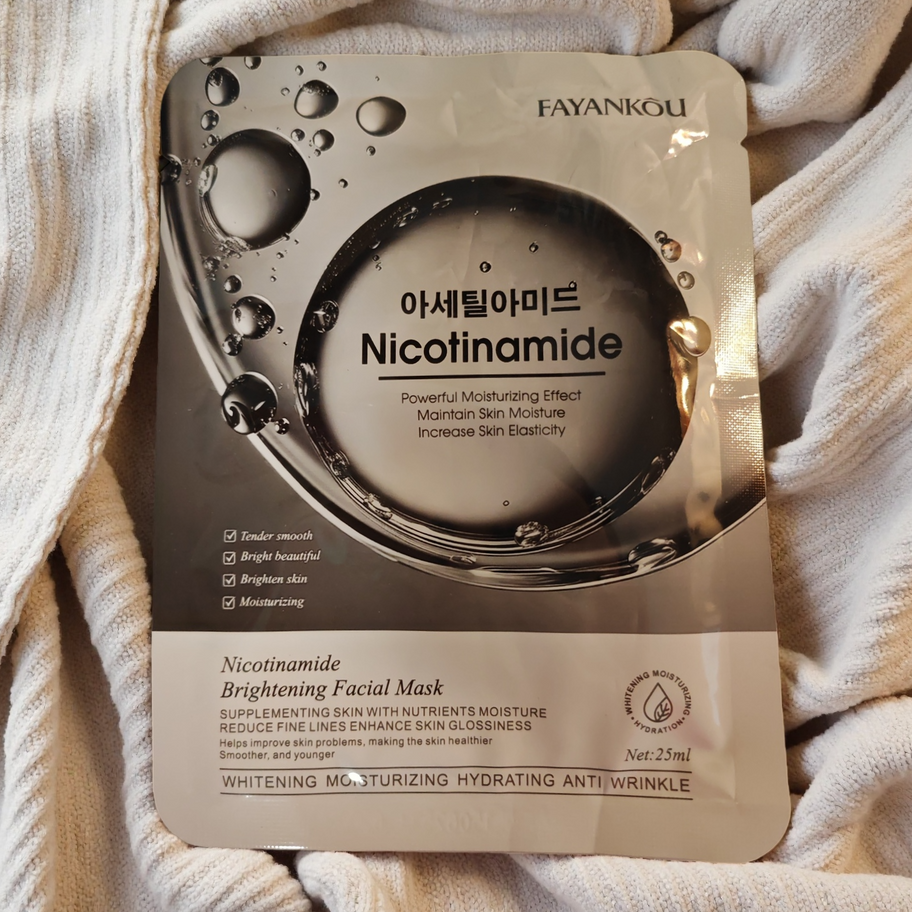 FAYANKŌU
아세틸아미드
Nicotinamide
Powerful Moisturizing Effect
Maintain Skin Moisture
Increase Skin Elasticity
Tender smooth
Bright beautiful
Brighten skin
Moisturizing
Nicotinamide
Brightening Facial Mask
SUPPLEMENTING SKIN WITH NUTRIENTS MOISTURE
REDUCE FINE LINES ENHANCE SKIN GLOSSINESS
Helps improve skin problems, making the skin healthier
Smoother, and younger
WHITENING MOISTURIZING
•HYDRATION•
Net:25ml
WHITENING MOISTURIZING HYDRATING ANTI WRINKLE